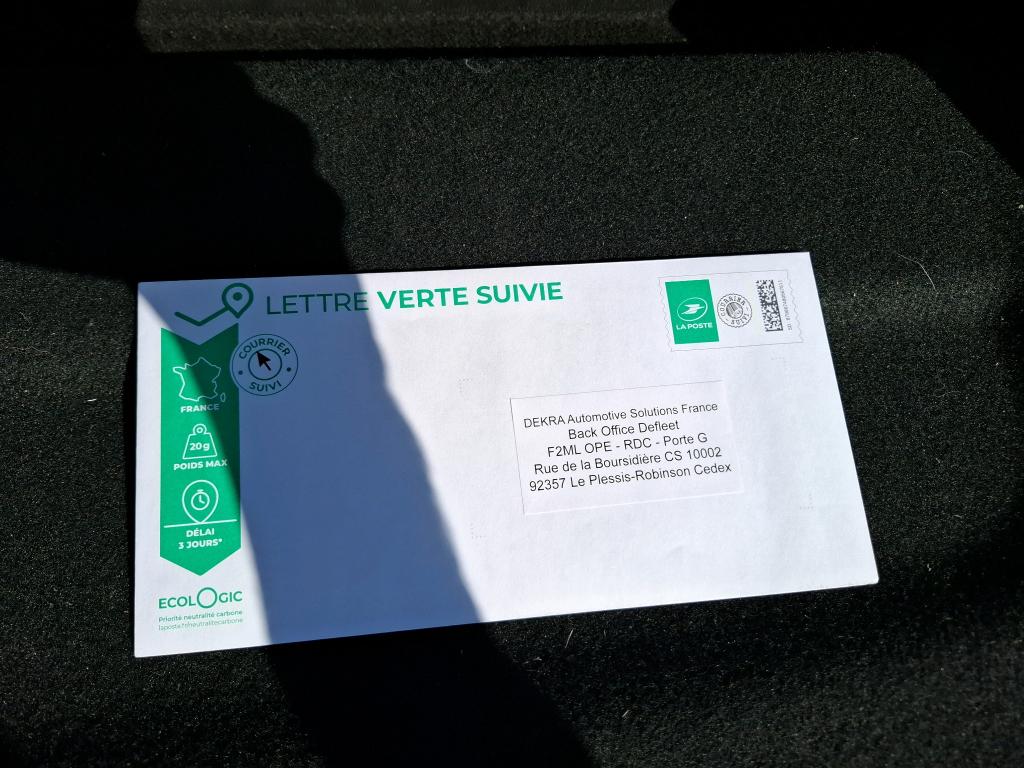 LETTRE VERTE SUIVIE
COURRIER
SUIVI
LA POSTE
FRANCE
20g
POIDS MAX
DÉLAI
3 JOURS*
DEKRA Automotive Solutions France
Back Office Defleet
F2ML OPE - RDC - Porte G
Rue de la Boursidière CS 10002
92357 Le Plessis-Robinson Cedex
ECOLOGIC
Priorité neutralité carbone
laposte.fr/neutralitecarbone